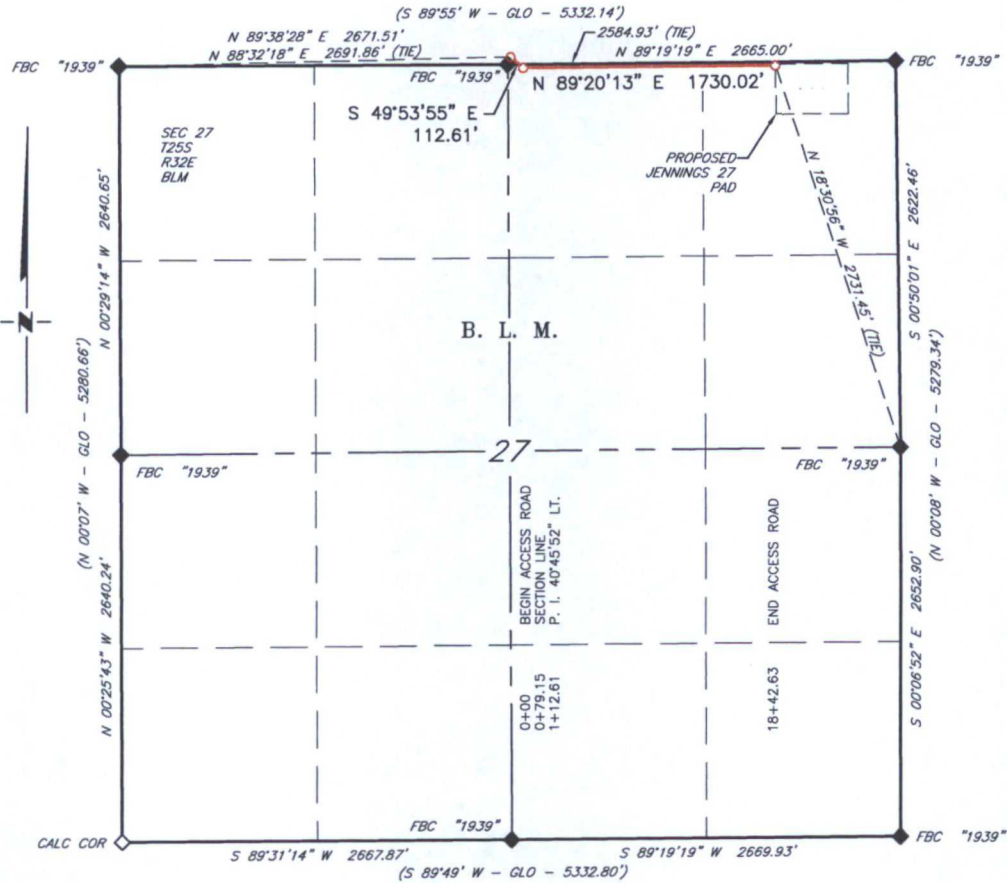 (S 89°55' W - GLO - 5332.14')
N 89°38'28" E 2671.51'
2584.93' (TIE)
N 88°32'18" E 2691.86' (TIE)
N 89°19'19" E 2665.00'
FBC "1939"
FBC "1939"
FBC "1939"
N 89°20'13" E 1730.02'
S 49°53'55" E
112.61'
SEC 27
T25S
R32E
BLM
PROPOSED
JENNINGS 27
PAD
N 00°29'14" W 2640.65'
N 18°30'56" W 2731.45' (TIE)
S 00°50'01" E 2622.46'
N
B. L. M.
(N 00°07' W - GLO - 5280.66')
(N 00°08' W - GLO - 5279.34')
27
FBC "1939"
FBC "1939"
N 00°25'43" W 2640.24'
0+00 BEGIN ACCESS ROAD
0+79.15 SECTION LINE
1+12.61 P. I. 40°45'52" LT.
18+42.63 END ACCESS ROAD
S 00°06'52" E 2652.90'
CALC COR
FBC "1939"
FBC "1939"
S 89°31'14" W 2667.87'
S 89°19'19" W 2669.93'
(S 89°49' W - GLO - 5332.80')